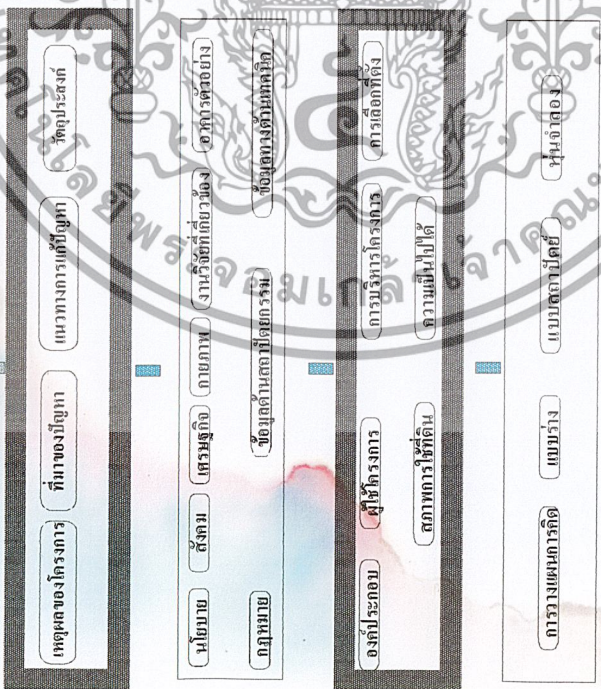 เหตุผลของโครงการ ที่มาของปัญหา แนวทางการแก้ปัญหา วัตถุประสงค์
นโยบาย สังคม เศรษฐกิจ กายภาพ งานวิจัยที่เกี่ยวข้อง อาคารตัวอย่าง
กฎหมาย ข้อมูลด้านสถาปัตยกรรม ข้อมูลทางด้านเทคนิค
องค์ประกอบ ผู้ใช้โครงการ การบริหารโครงการ การเลือกที่ตั้ง
สภาพการใช้ที่ดิน ความเป็นไปได้
การวางแผนการคิด แบบร่าง แบบสถาปัตย์ หุ่นจำลอง